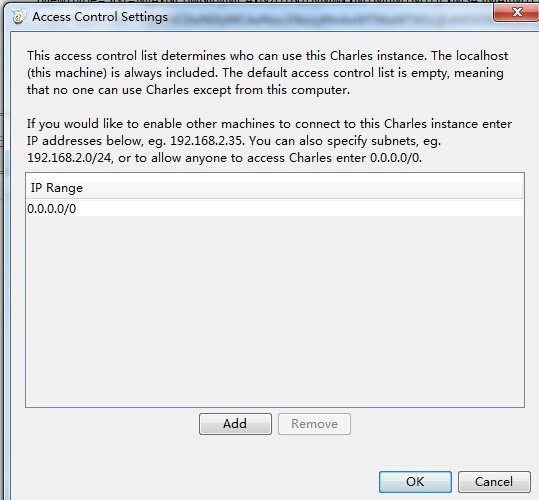 Access Control Settings
This access control list determines who can use this Charles instance. The localhost
(this machine) is always included. The default access control list is empty, meaning
that no one can use Charles except from this computer.
If you would like to enable other machines to connect to this Charles instance enter
IP addresses below, eg. 192.168.2.35. You can also specify subnets, eg.
192.168.2.0/24, or to allow anyone to access Charles enter 0.0.0.0/0.
IP Range
0.0.0.0/0
Add Remove
OK Cancel